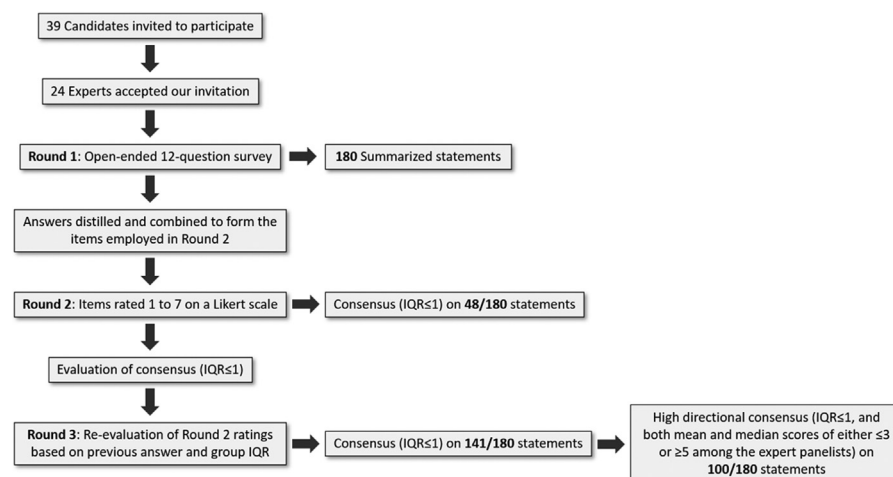 39 Candidates invited to participate
24 Experts accepted our invitation
Round 1: Open-ended 12-question survey
180 Summarized statements
Answers distilled and combined to form the
items employed in Round 2
Round 2: Items rated 1 to 7 on a Likert scale
Consensus (IQR≤1) on 48/180 statements
Evaluation of consensus (IQR≤1)
Round 3: Re-evaluation of Round 2 ratings
based on previous answer and group IQR
Consensus (IQR≤1) on 141/180 statements
High directional consensus (IQR≤1, and
both mean and median scores of either ≤3
or ≥5 among the expert panelists) on
100/180 statements